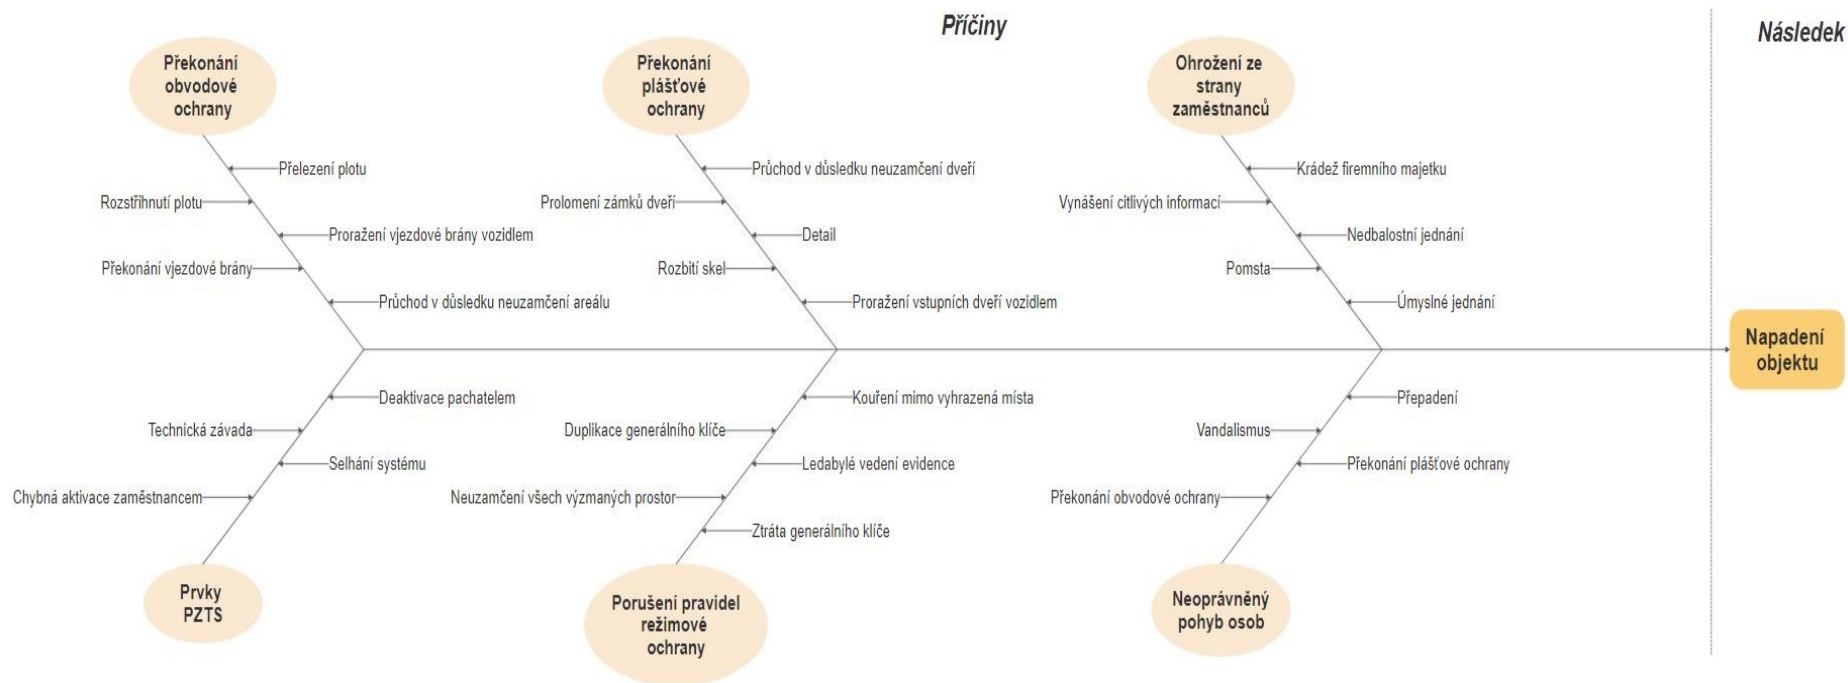 Příčiny
Následek
Překonání
obvodové
ochrany
Překonání
plášťové
ochrany
Ohrožení ze
strany
zaměstnanců
Přelezení plotu
Rozstřihnutí plotu
Proražení vjezdové brány vozidlem
Překonání vjezdové brány
Průchod v důsledku neuzamčení areálu
Průchod v důsledku neuzamčení dveří
Prolomení zámků dveří
Detail
Rozbití skel
Proražení vstupních dveří vozidlem
Krádež firemního majetku
Vynášení citlivých informací
Nedbalostní jednání
Pomsta
Úmyslné jednání
Napadení
objektu
Deaktivace pachatelem
Technická závada
Selhání systému
Chybná aktivace zaměstnancem
Kouření mimo vyhrazená místa
Duplikace generálního klíče
Ledabylé vedení evidence
Neuzamčení všech výzmaných prostor
Ztráta generálního klíče
Přepadení
Vandalismus
Překonání plášťové ochrany
Překonání obvodové ochrany
Prvky
PZTS
Porušení pravidel
režimové
ochrany
Neoprávněný
pohyb osob